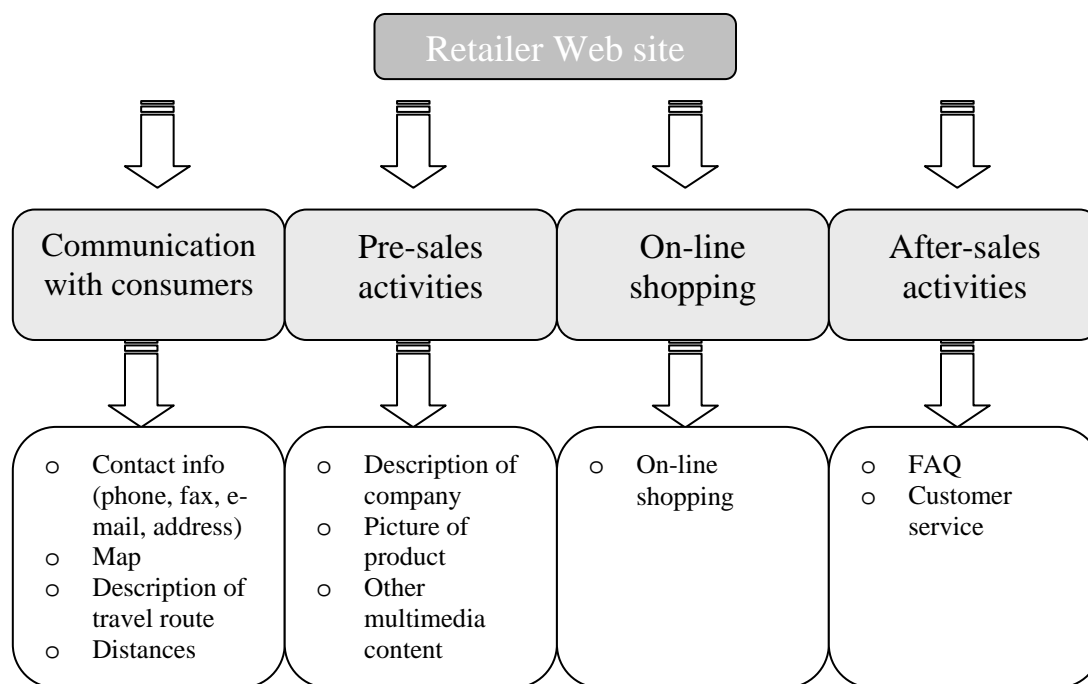 Retailer Web site
Communication
with consumers
Pre-sales
activities
On-line
shopping
After-sales
activities
o Contact info
(phone, fax, e-
mail, address)
o Map
o Description of
travel route
o Distances
o Description of
company
o Picture of
product
o Other
multimedia
content
o On-line
shopping
o FAQ
o Customer
service